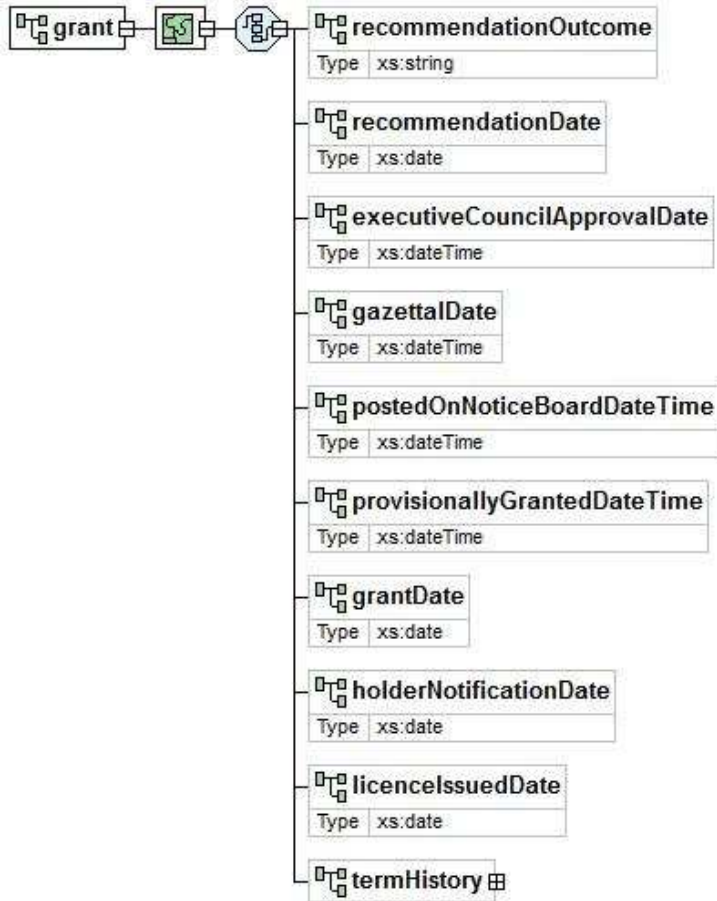 grant
recommendationOutcome
Type xs:string
recommendationDate
Type xs:date
executiveCouncilApprovalDate
Type xs:dateTime
gazettalDate
Type xs:dateTime
postedOnNoticeBoardDateTime
Type xs:dateTime
provisionallyGrantedDateTime
Type xs:dateTime
grantDate
Type xs:date
holderNotificationDate
Type xs:date
licenceIssuedDate
Type xs:date
termHistory